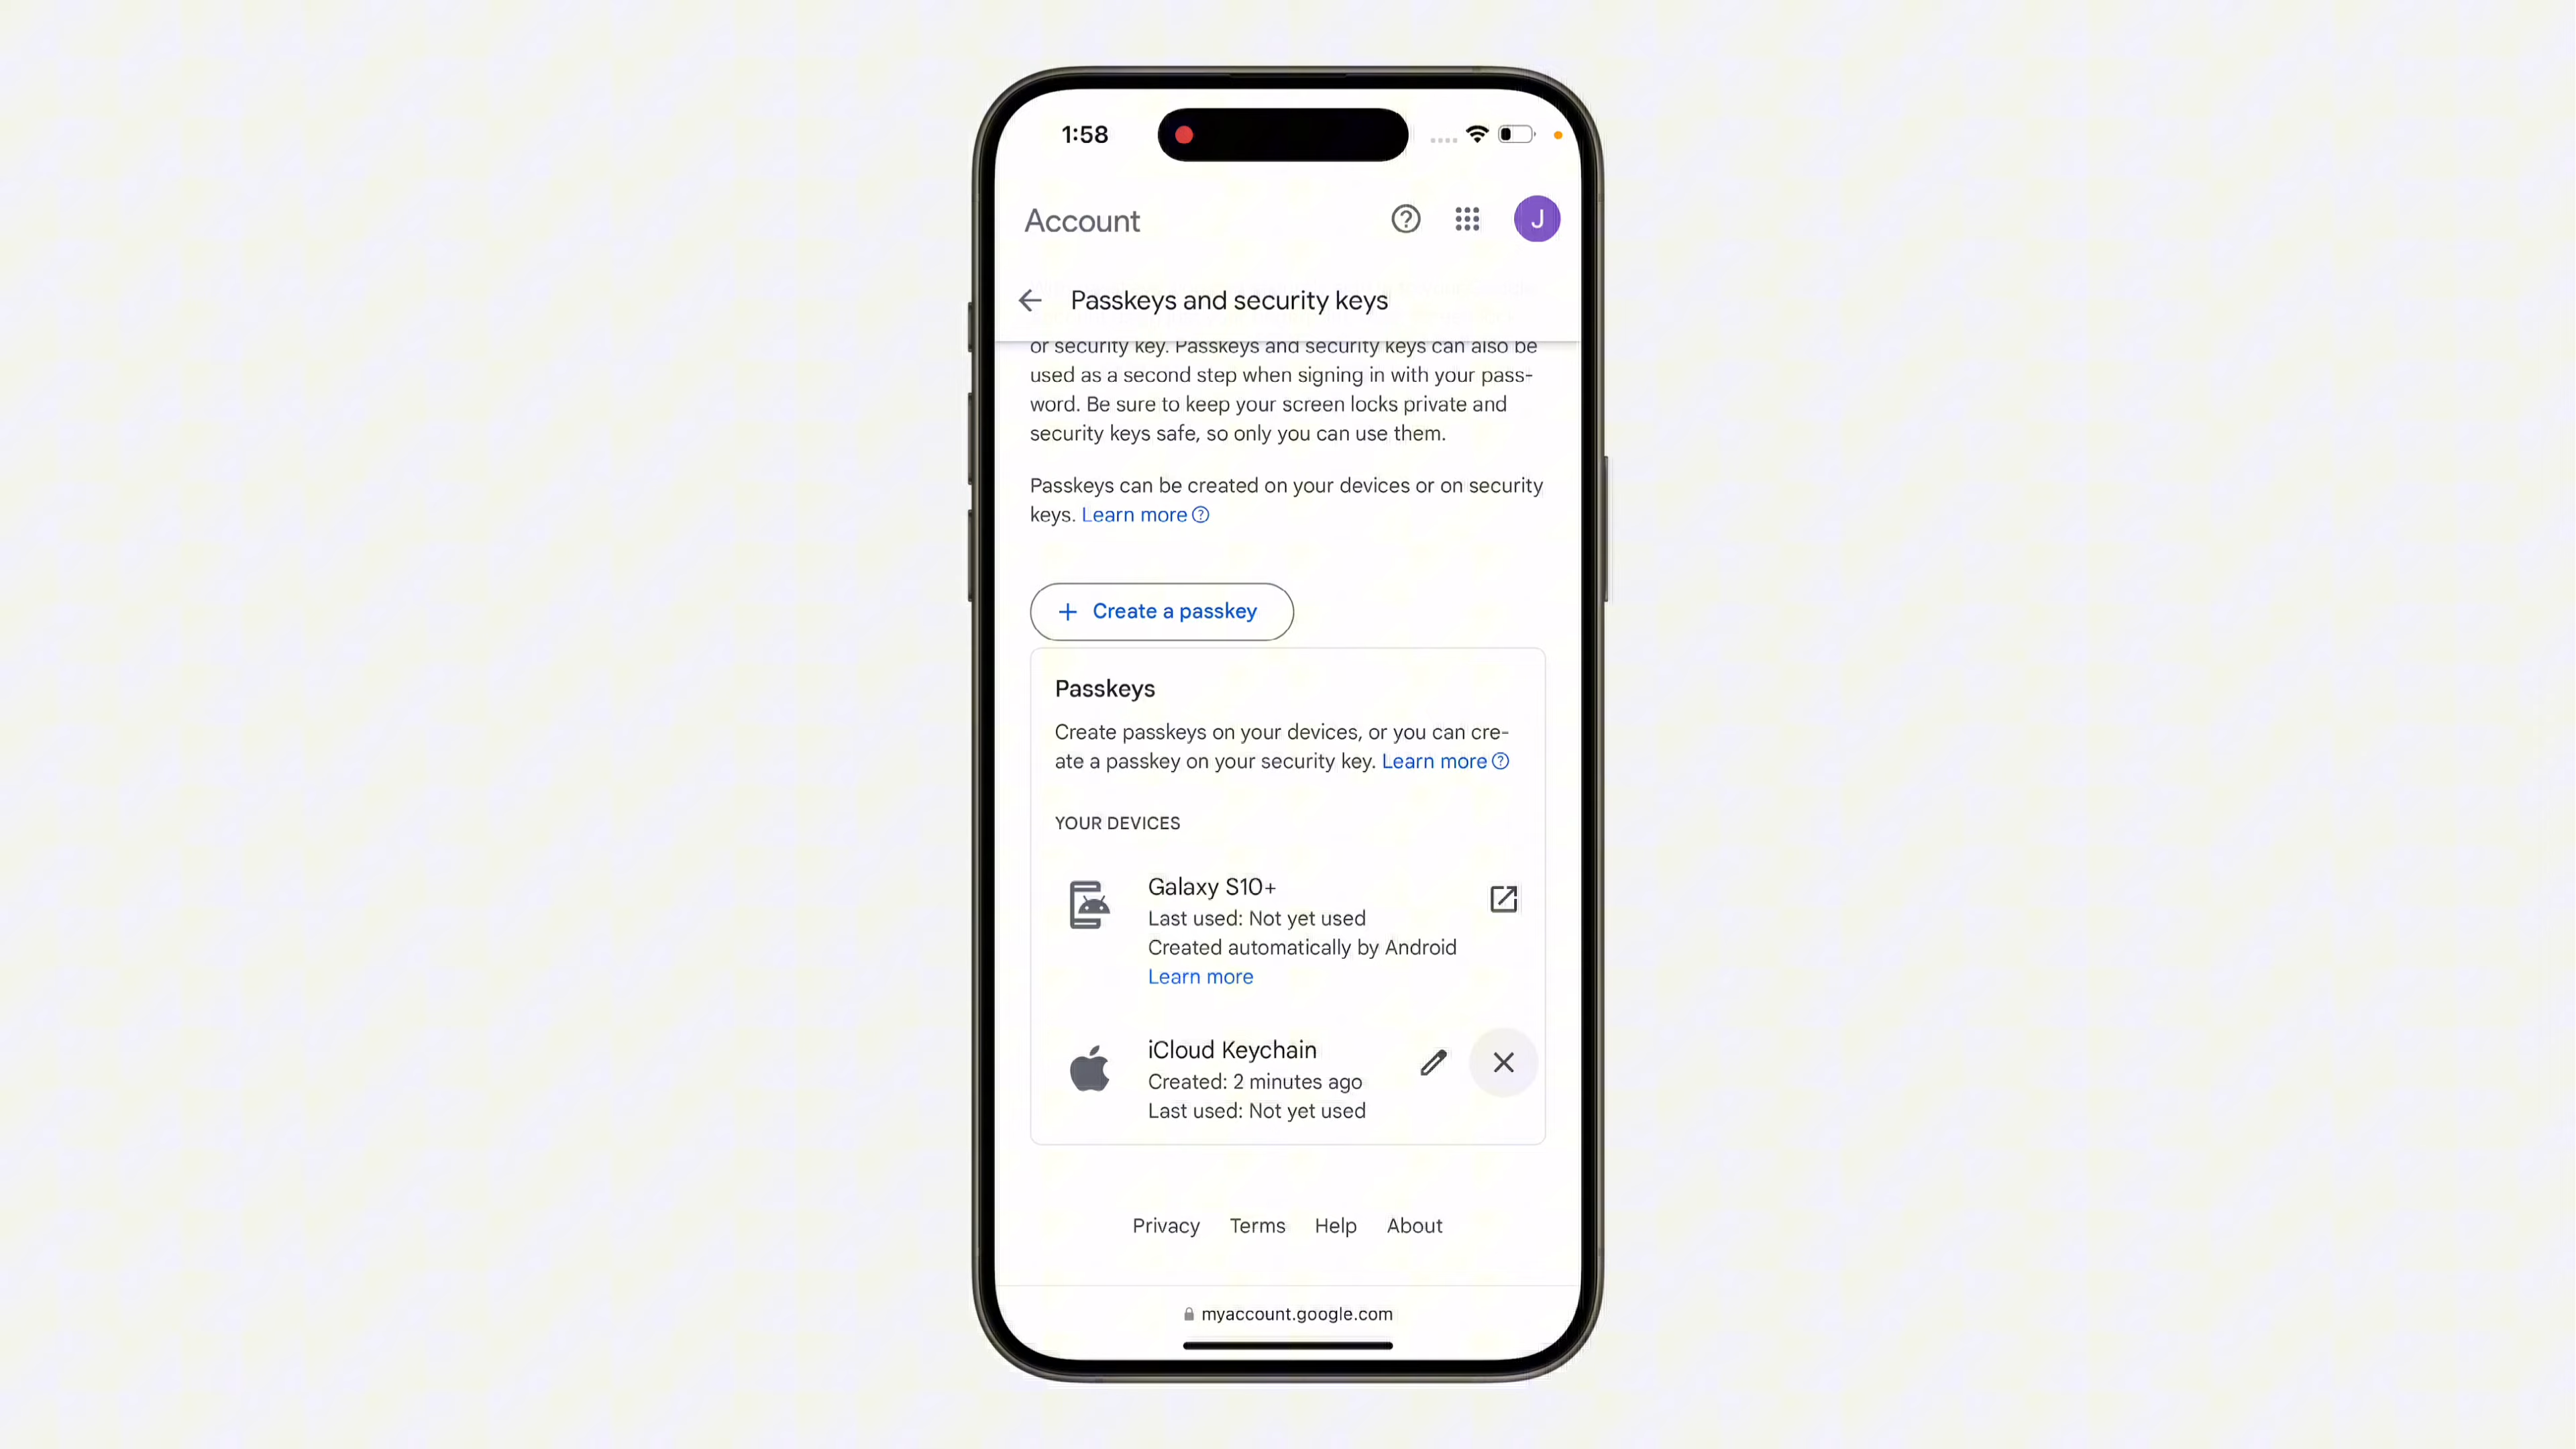 1:58
Account
J
Passkeys and security keys
or security key. Passkeys and security keys can also be
used as a second step when signing in with your pass-
word. Be sure to keep your screen locks private and
security keys safe, so only you can use them.
Passkeys can be created on your devices or on security
keys. Learn more
+ Create a passkey
Passkeys
Create passkeys on your devices, or you can cre-
ate a passkey on your security key. Learn more
YOUR DEVICES
Galaxy S10+
Last used: Not yet used
Created automatically by Android
Learn more
iCloud Keychain
Created: 2 minutes ago
Last used: Not yet used
Privacy Terms Help About
myaccount.google.com